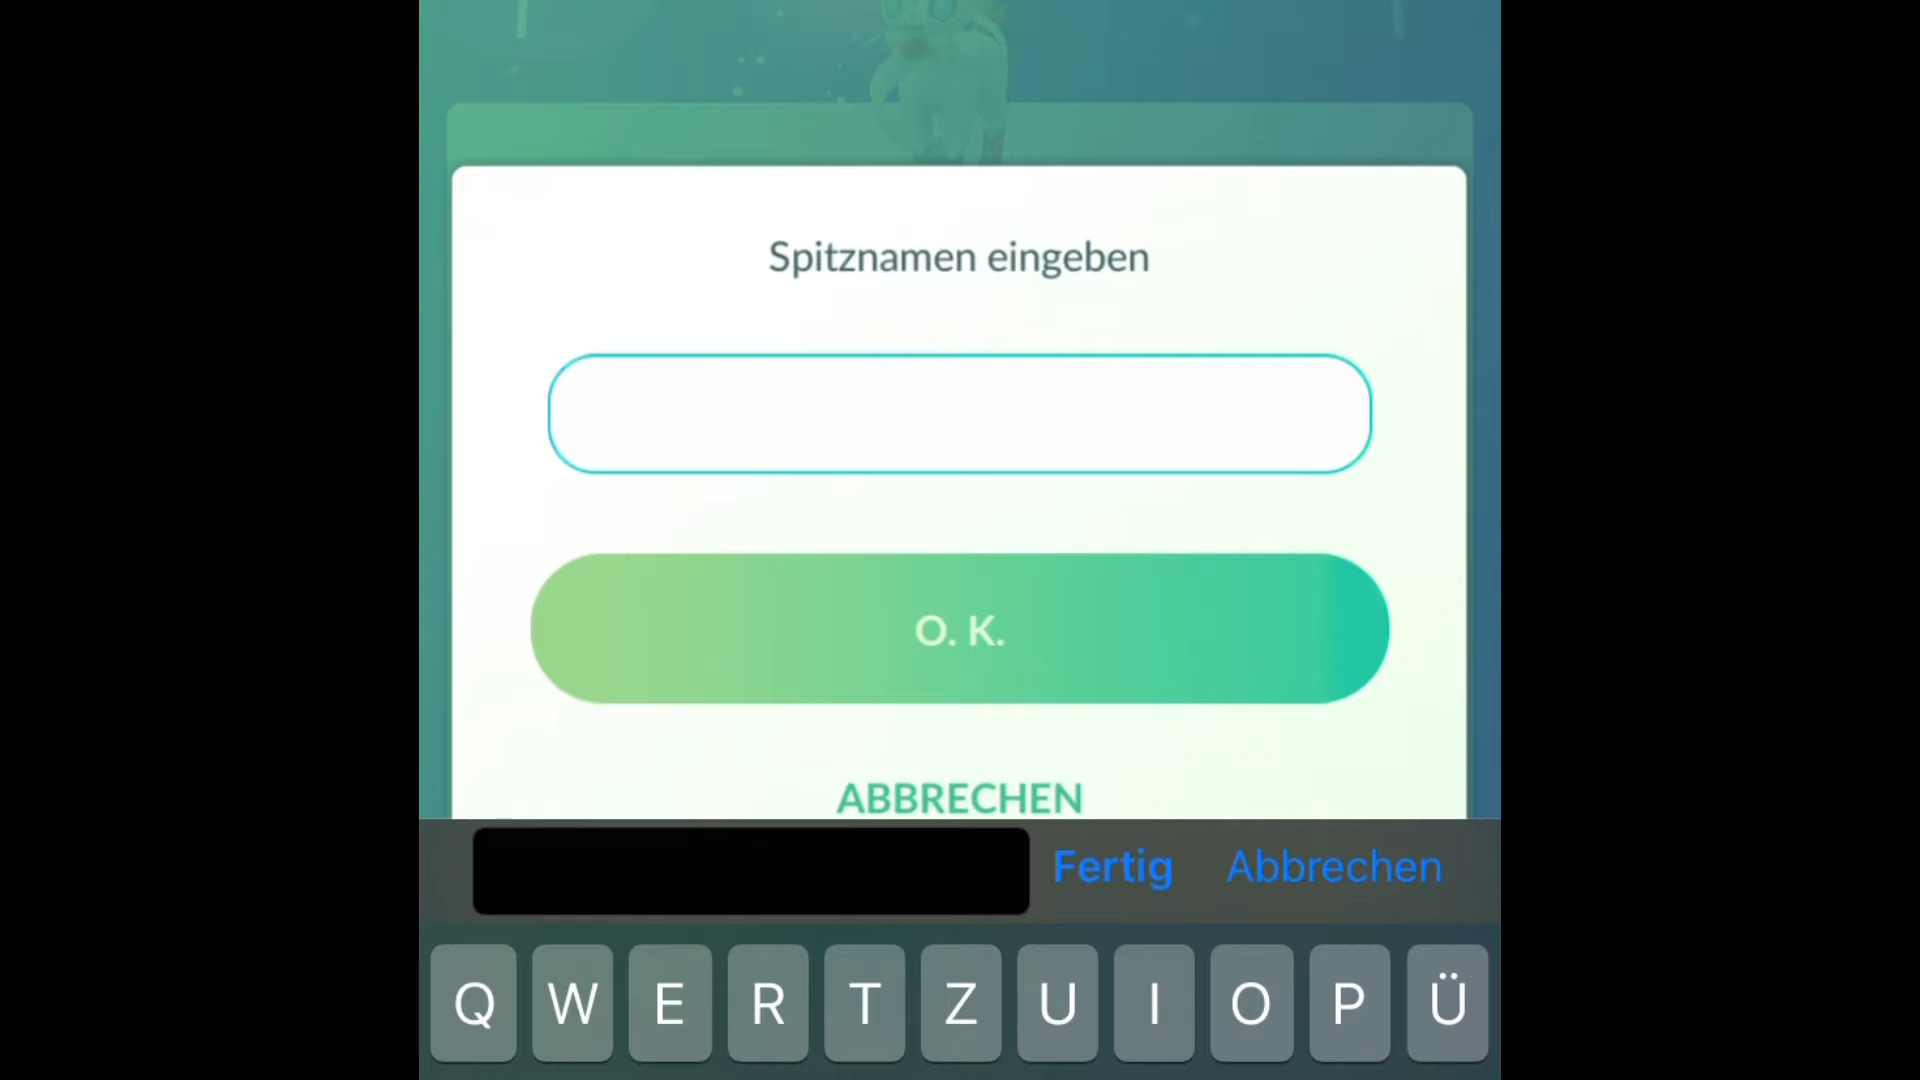 Spitznamen eingeben
O. K.
ABBRECHEN
Fertig Abbrechen
Q W E R T Z U I O P Ü